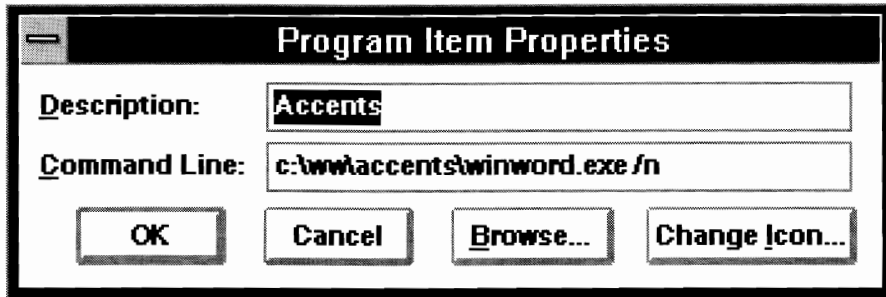 Program Item Properties
Description: Accents
Command Line: c:\ww\accents\winword.exe /n
OK Cancel Browse... Change Icon...